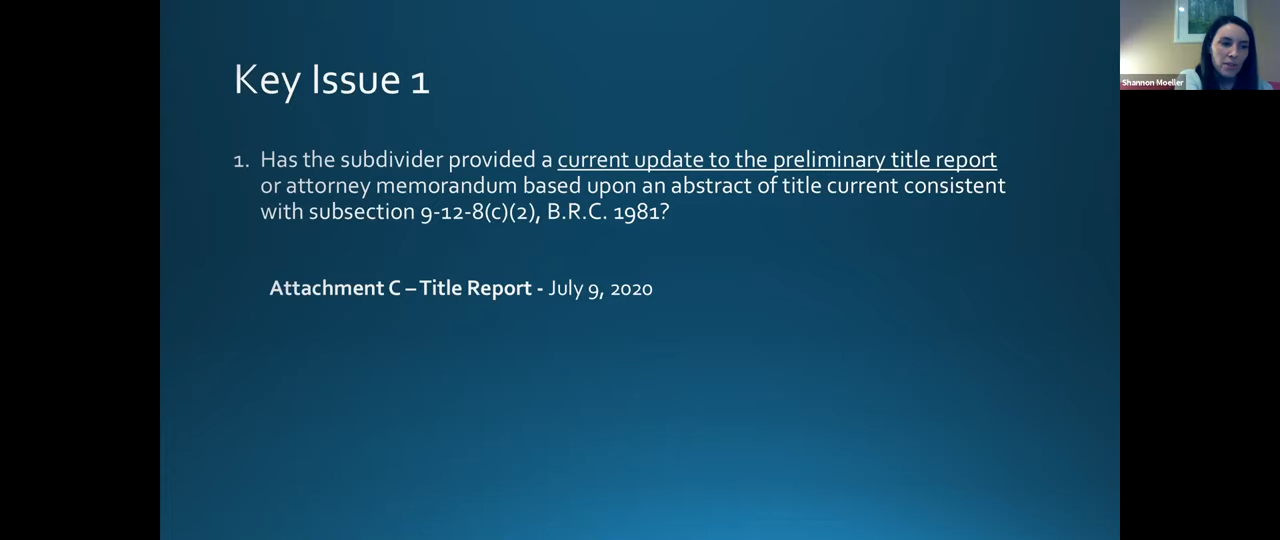 Key Issue 1
1. Has the subdivider provided a current update to the preliminary title report
or attorney memorandum based upon an abstract of title current consistent
with subsection 9-12-8(c)(2), B.R.C. 1981?
Attachment C – Title Report - July 9, 2020
Shannon Moeller